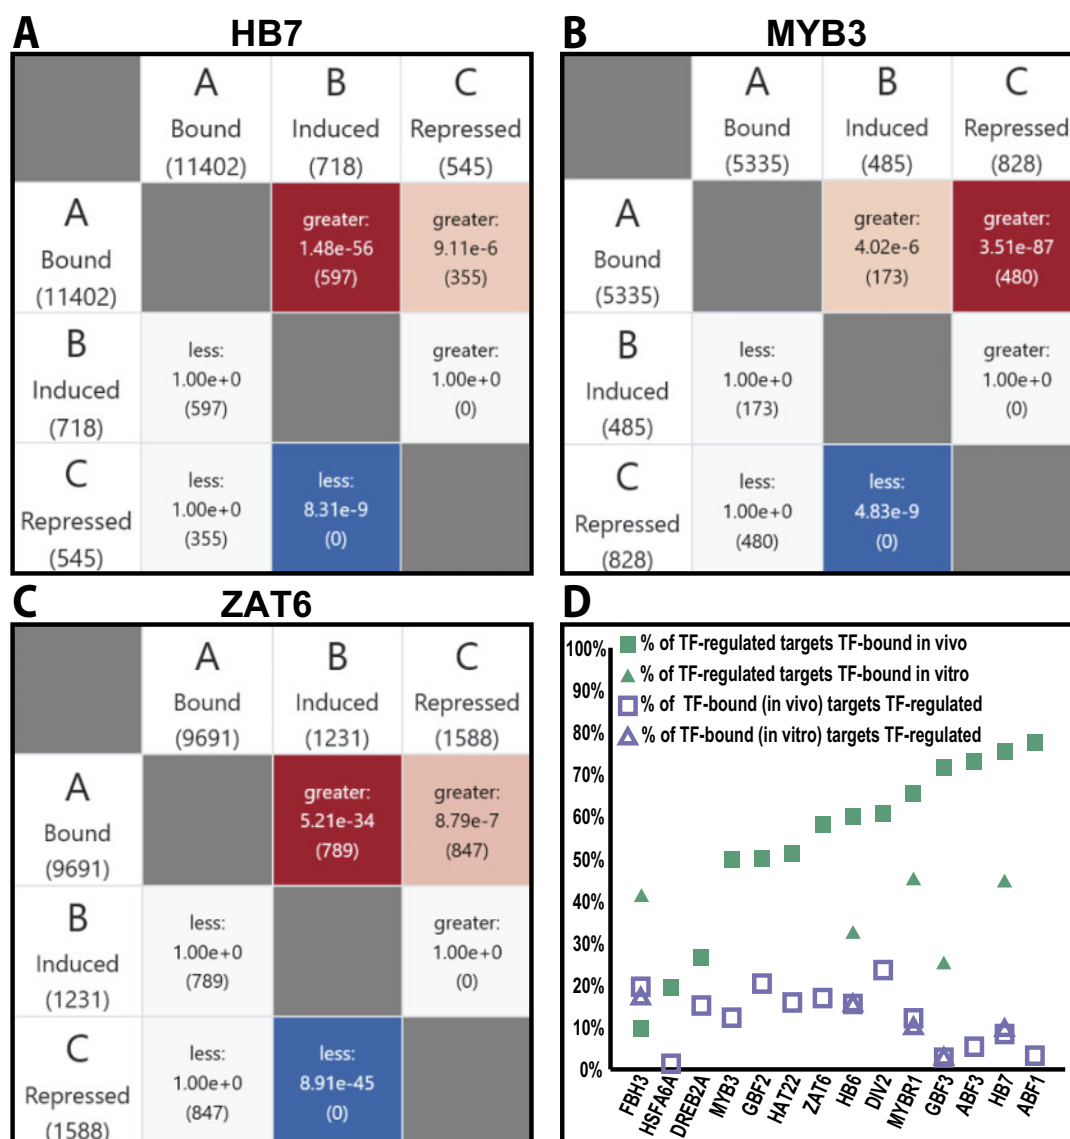 A
HB7
A
Bound
(11402)
B
Induced
(718)
C
Repressed
(545)
A
Bound
(11402)
greater:
1.48e-56
(597)
greater:
9.11e-6
(355)
B
Induced
(718)
less:
1.00e+0
(597)
greater:
1.00e+0
(0)
C
Repressed
(545)
less:
1.00e+0
(355)
less:
8.31e-9
(0)
B
MYB3
A
Bound
(5335)
B
Induced
(485)
C
Repressed
(828)
A
Bound
(5335)
greater:
4.02e-6
(173)
greater:
3.51e-87
(480)
B
Induced
(485)
less:
1.00e+0
(173)
greater:
1.00e+0
(0)
C
Repressed
(828)
less:
1.00e+0
(480)
less:
4.83e-9
(0)
C
ZAT6
A
Bound
(9691)
B
Induced
(1231)
C
Repressed
(1588)
A
Bound
(9691)
greater:
5.21e-34
(789)
greater:
8.79e-7
(847)
B
Induced
(1231)
less:
1.00e+0
(789)
greater:
1.00e+0
(0)
C
Repressed
(1588)
less:
1.00e+0
(847)
less:
8.91e-45
(0)
D
% of TF-regulated targets TF-bound in vivo
% of TF-regulated targets TF-bound in vitro
% of TF-bound (in vivo) targets TF-regulated
% of TF-bound (in vitro) targets TF-regulated
100%
90%
80%
70%
60%
50%
40%
30%
20%
10%
0%
FBH3
HSFA6A
DREB2A
MYB3
GBF2
HAT22
ZAT6
HB6
DIV2
MYBR1
GBF3
ABF3
HB7
ABF1